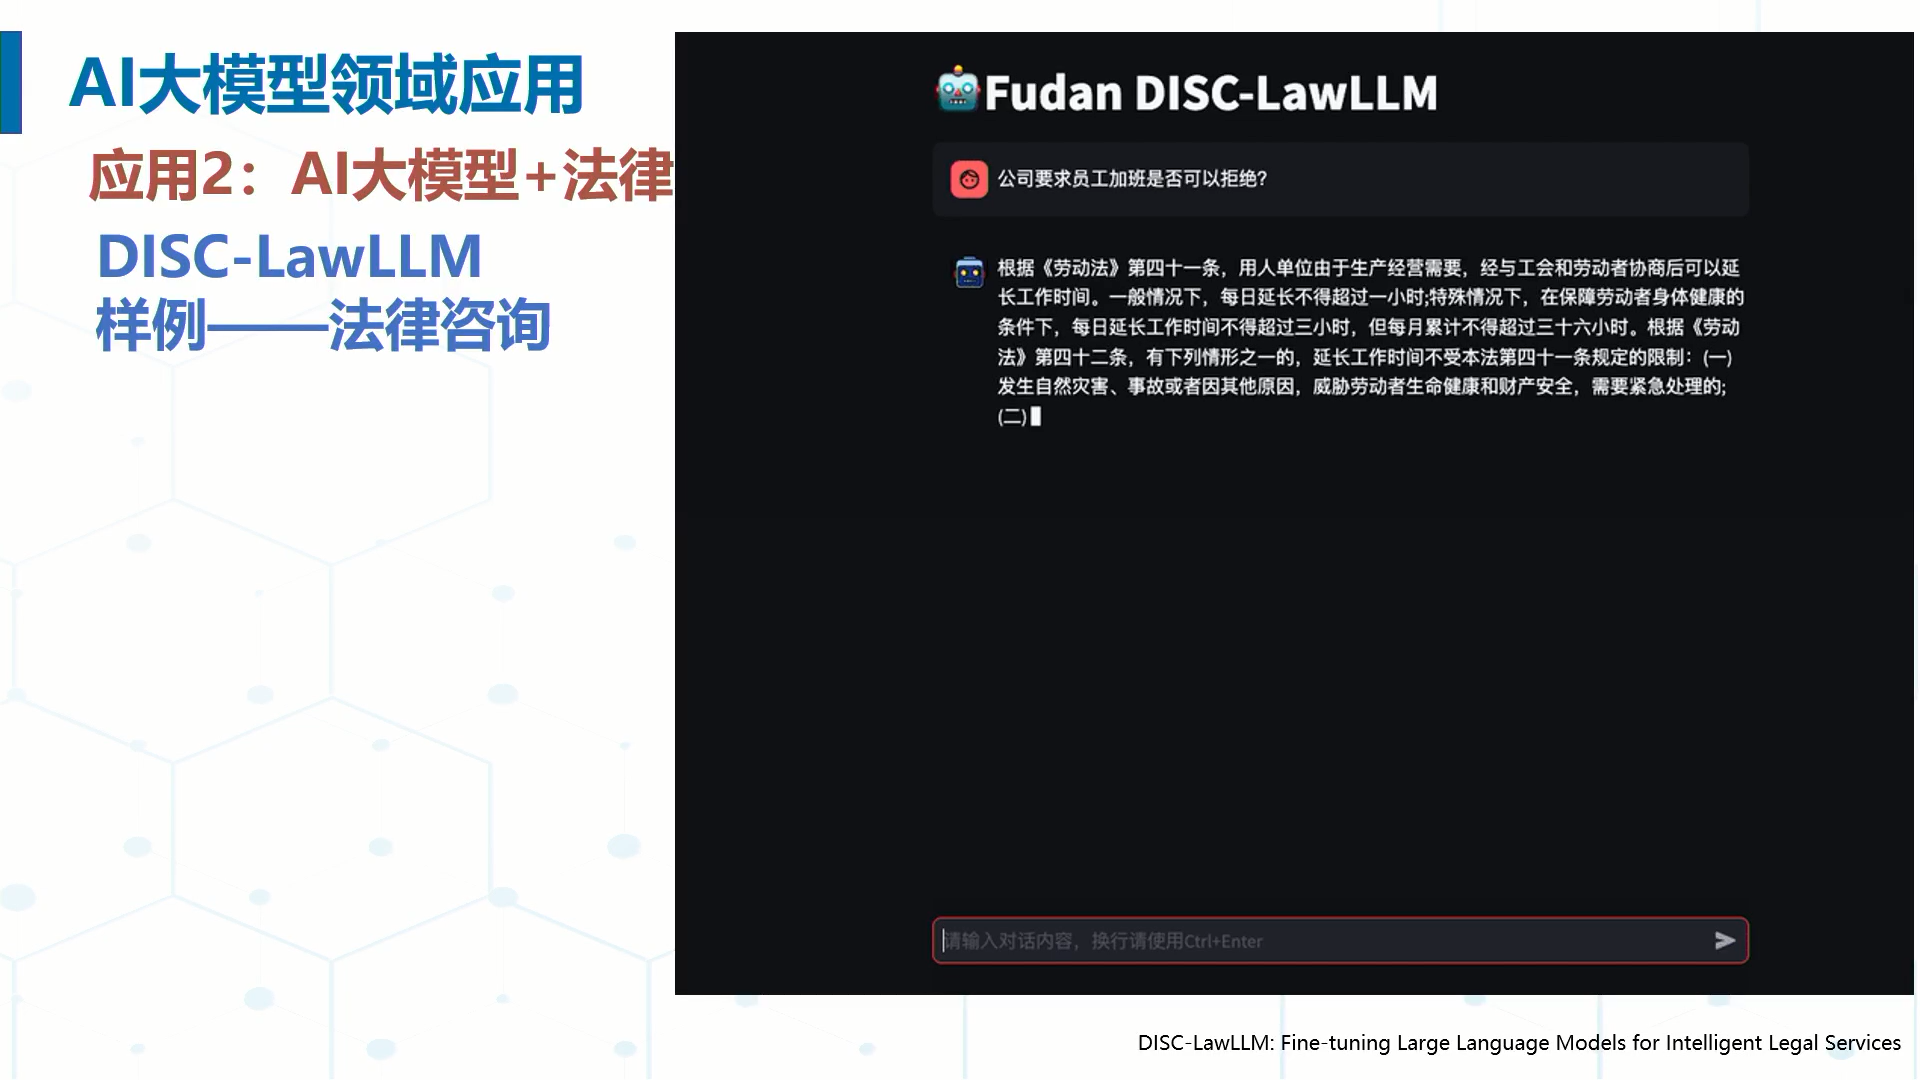 AI大模型领域应用
应用2：AI大模型+法律
DISC-LawLLM
样例——法律咨询
Fudan DISC-LawLLM
公司要求员工加班是否可以拒绝?
根据《劳动法》第四十一条，用人单位由于生产经营需要，经与工会和劳动者协商后可以延
长工作时间。一般情况下，每日延长不得超过一小时;特殊情况下，在保障劳动者身体健康的
条件下，每日延长工作时间不得超过三小时，但每月累计不得超过三十六小时。根据《劳动
法》第四十二条，有下列情形之一的，延长工作时间不受本法第四十一条规定的限制：(一)
发生自然灾害、事故或者因其他原因，威胁劳动者生命健康和财产安全，需要紧急处理的;
(二)
请输入对话内容，换行请使用Ctrl+Enter
DISC-LawLLM: Fine-tuning Large Language Models for Intelligent Legal Services